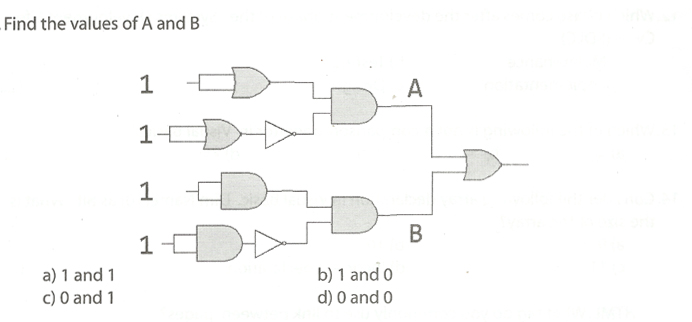 Find the values of A and B
1
A
1
1
1
B
a) 1 and 1
b) 1 and 0
c) 0 and 1
d) 0 and 0